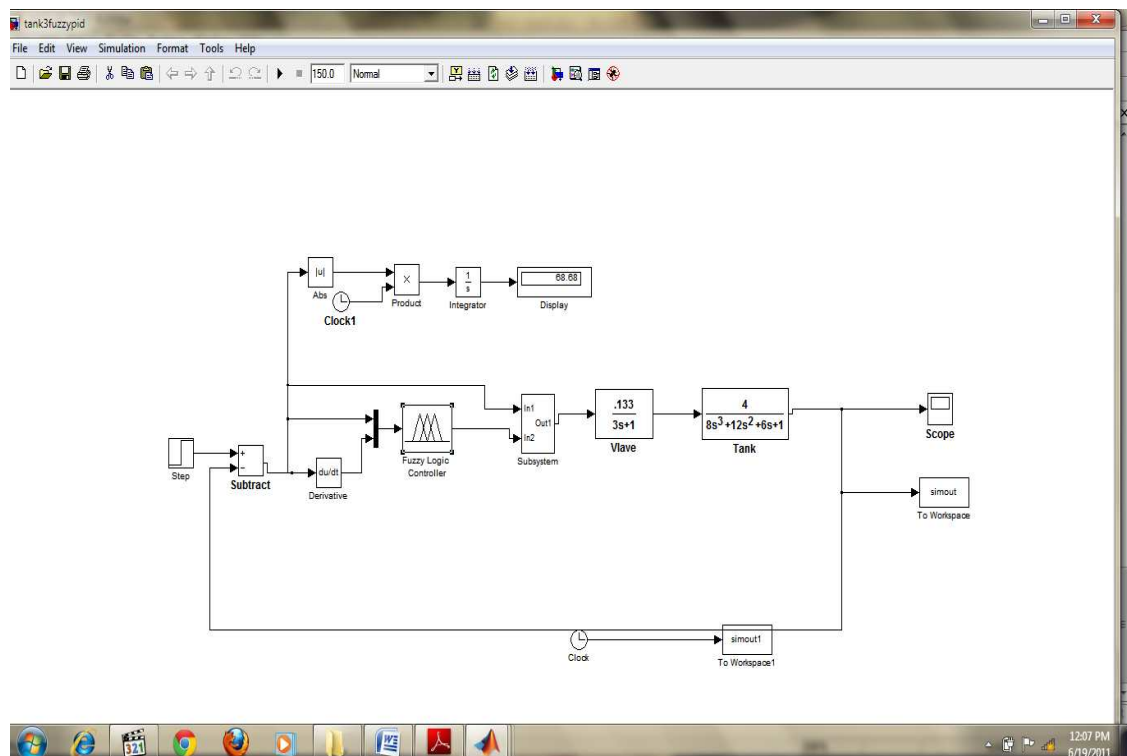 tank3fuzzypid
File Edit View Simulation Format Tools Help
150.0 Normal
|u|
Abs
Clock1
×
Product
1
s
Integrator
68.68
Display
Step
+
−
Subtract
du/dt
Derivative
Fuzzy Logic
Controller
In1
Out1
In2
Subsystem
.133
3s+1
Vlave
4
8s³+12s²+6s+1
Tank
Scope
simout
To Workspace
Clock
simout1
To Workspace1
321
12:07 PM
6/19/2011